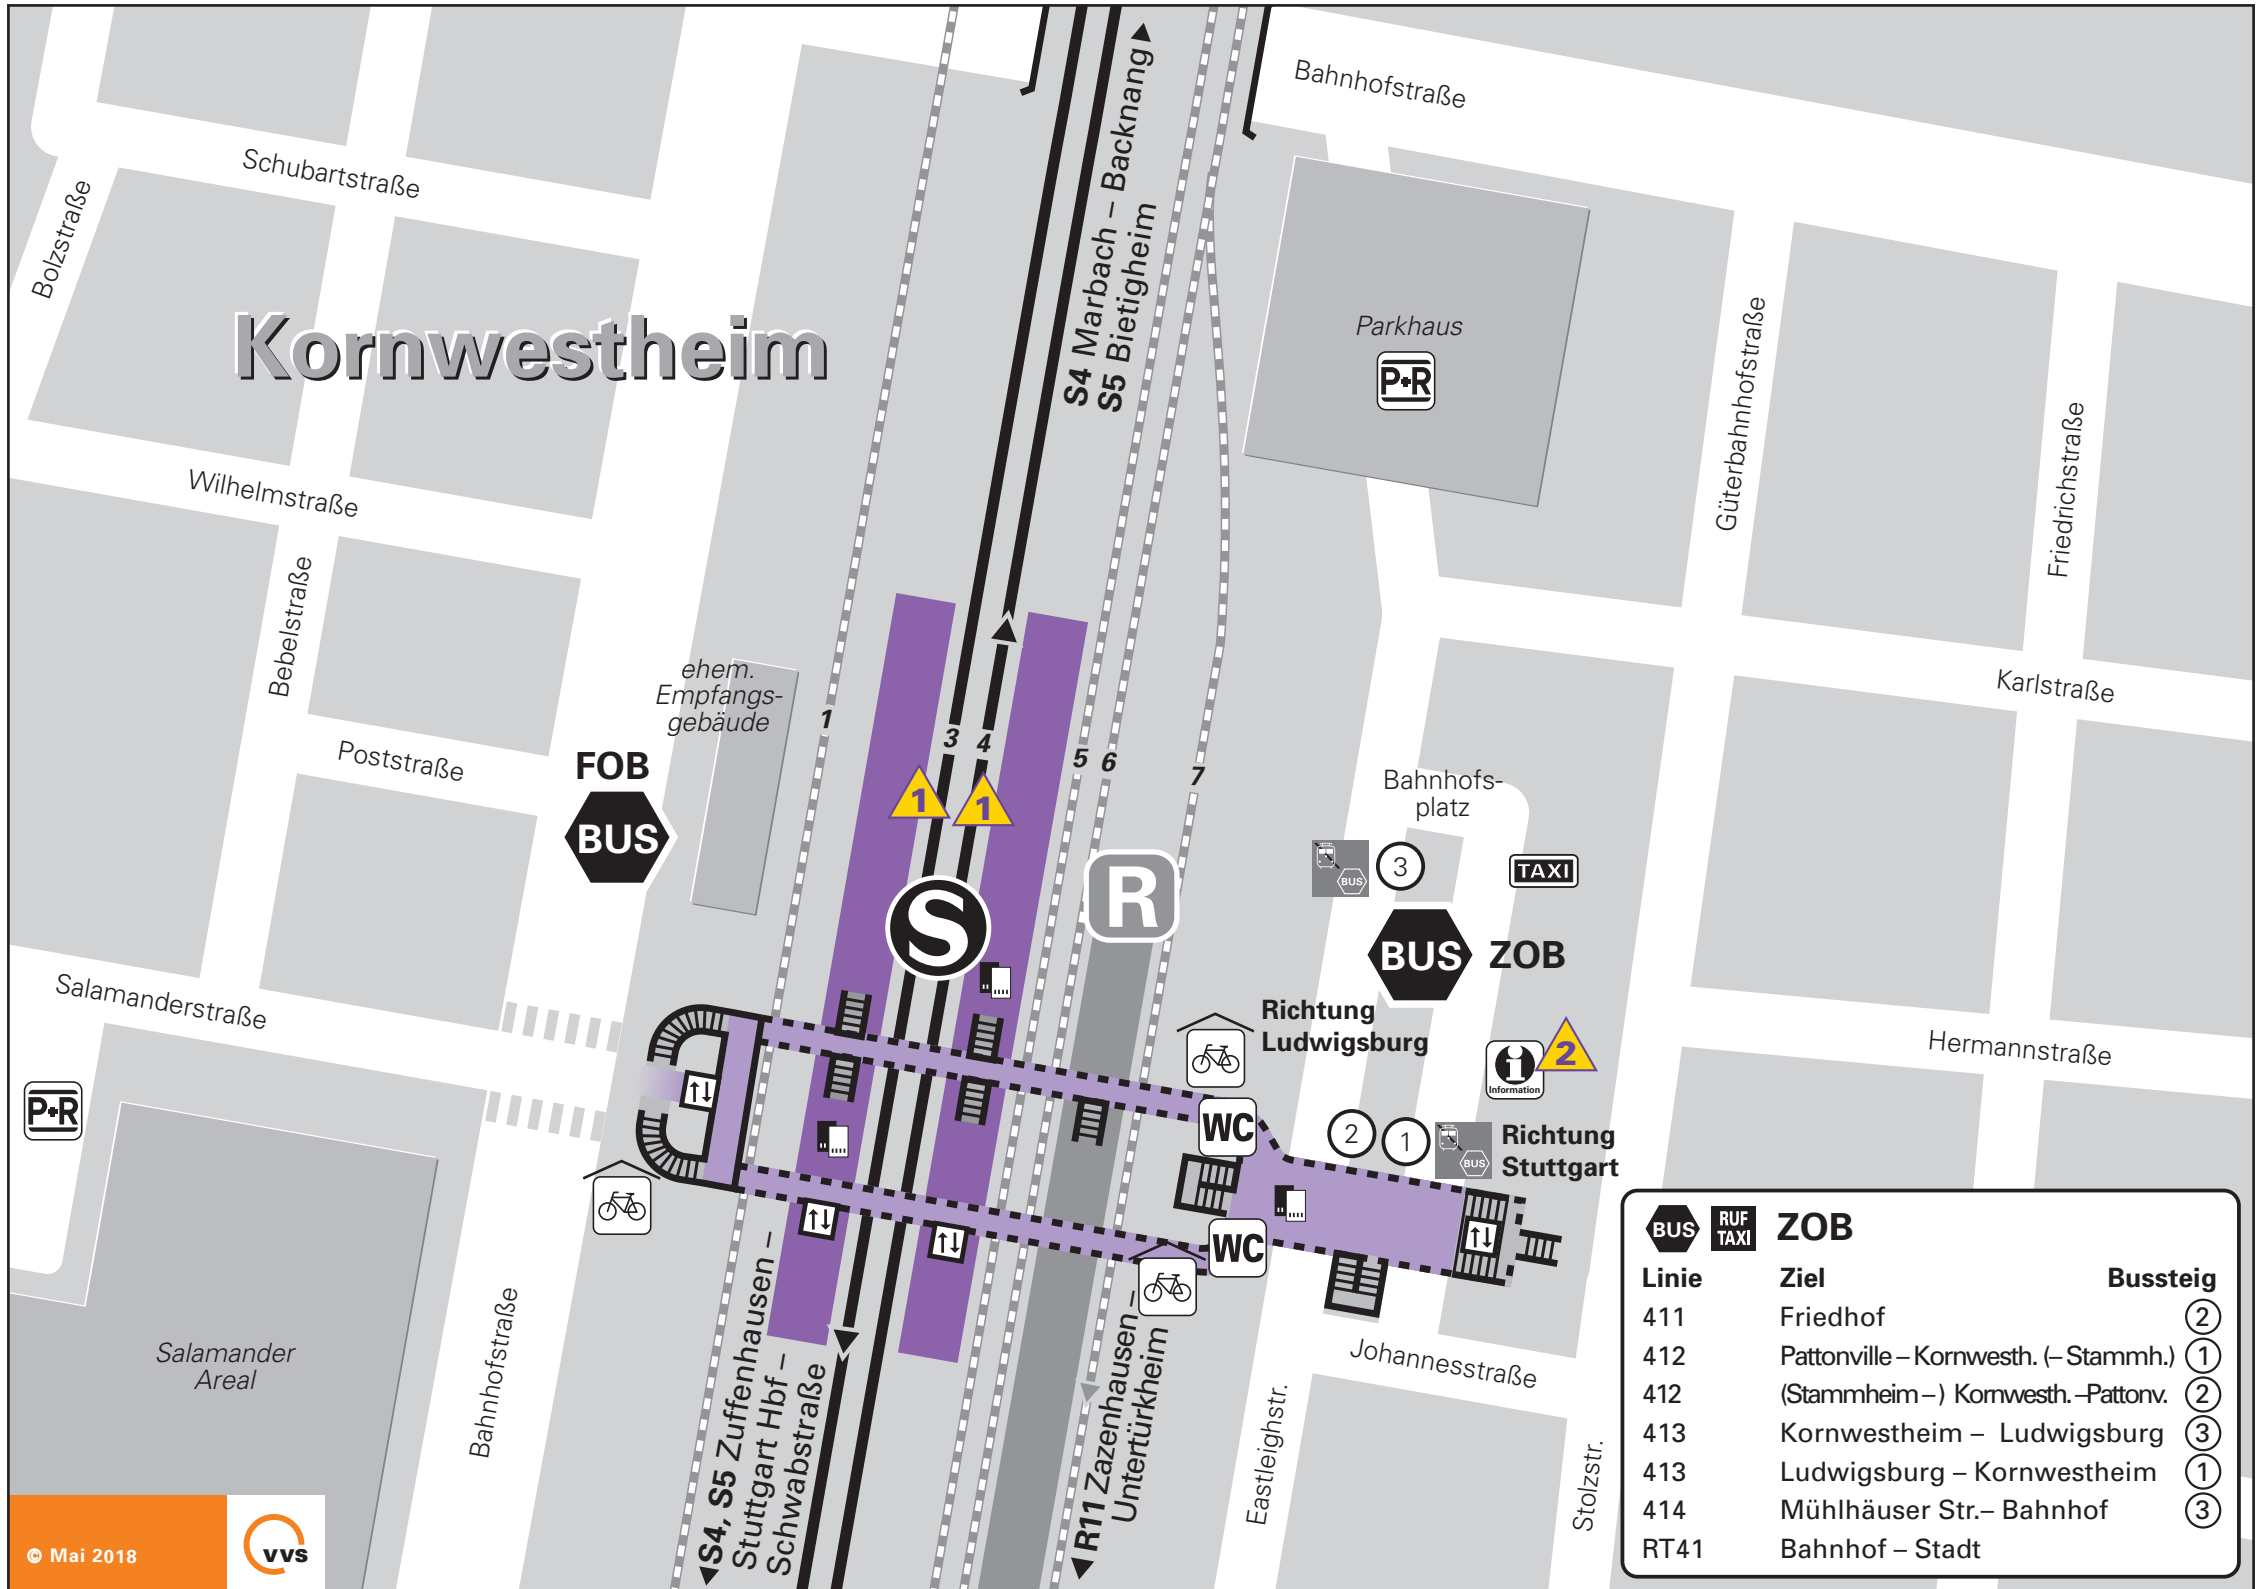 Bahnhofstraße
Schubartstraße
Bolzstraße
S4 Marbach – Backnang
S5 Bietigheim
Kornwestheim
Parkhaus
P+R
Güterbahnhofstraße
Friedrichstraße
Wilhelmstraße
Bebelstraße
ehem.
Empfangs-
gebäude
Karlstraße
Poststraße
FOB
BUS
1
3
4
5
6
7
1
1
Bahnhofs-
platz
BUS
3
TAXI
S
R
BUS
ZOB
Salamanderstraße
Richtung
Ludwigsburg
Hermannstraße
i
Information
2
P+R
WC
2
1
BUS
Richtung
Stuttgart
WC
Salamander
Areal
Bahnhofstraße
S4, S5 Zuffenhausen –
Stuttgart Hbf –
Schwabstraße
R11 Zazenhausen –
Untertürkheim
Johannesstraße
Eastleighstr.
Stolzstr.
BUS
RUF
TAXI
ZOB
Linie Ziel Bussteig
411 Friedhof 2
412 Pattonville – Kornwesth. (– Stammh.) 1
412 (Stammheim –) Kornwesth. –Pattonv. 2
413 Kornwestheim – Ludwigsburg 3
413 Ludwigsburg – Kornwestheim 1
414 Mühlhäuser Str.– Bahnhof 3
RT41 Bahnhof – Stadt
© Mai 2018
vvs